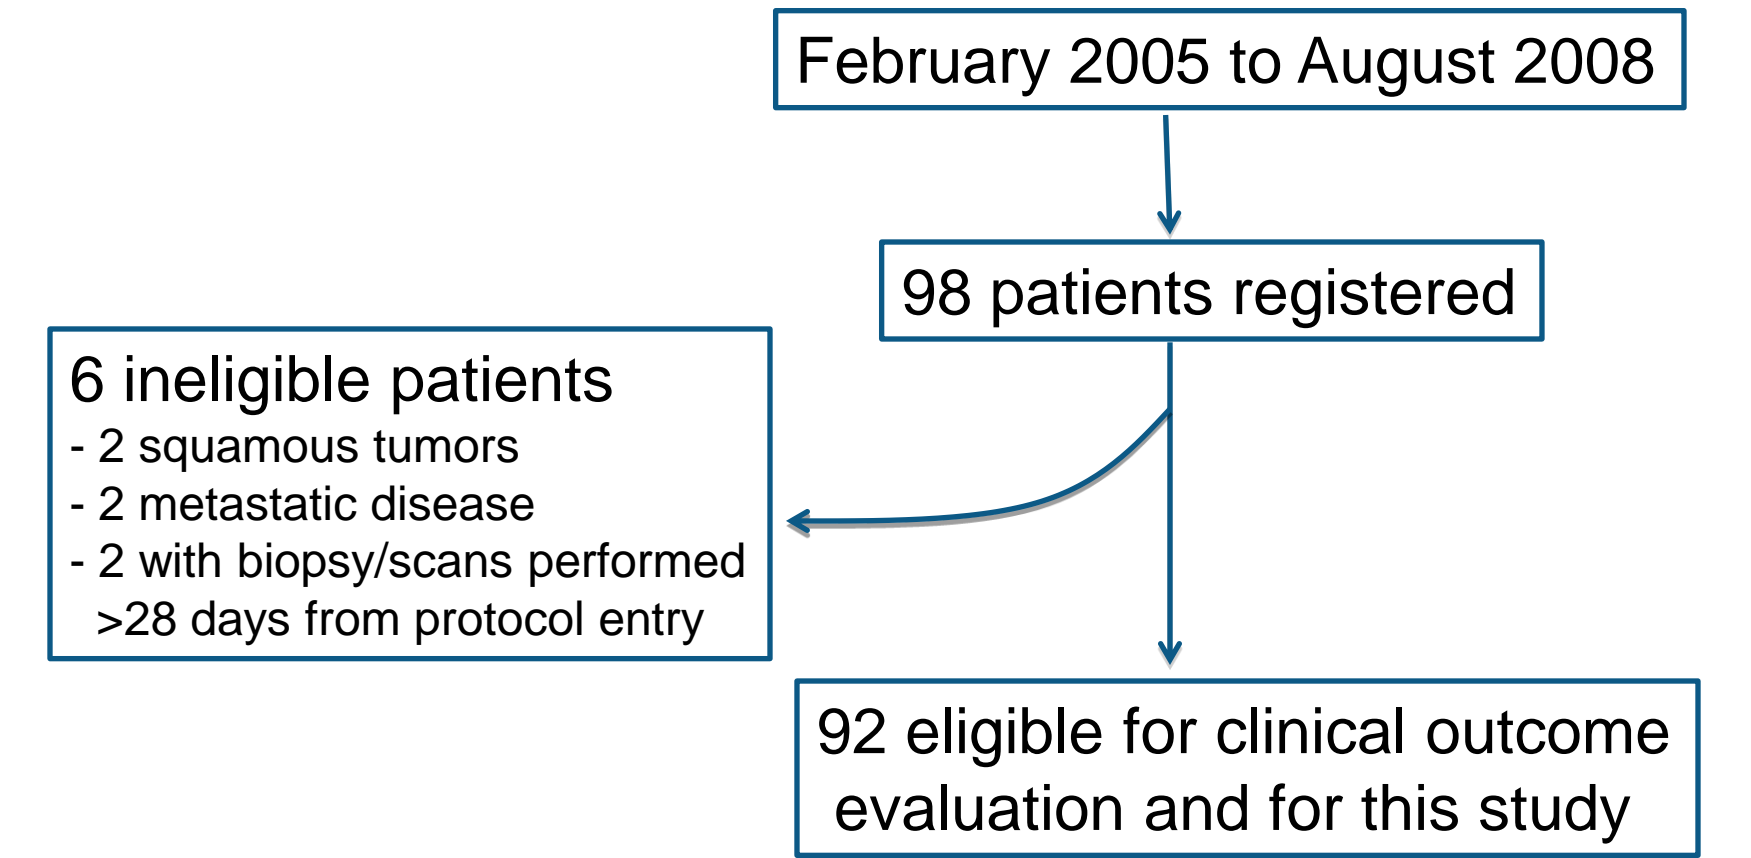 February 2005 to August 2008
98 patients registered
6 ineligible patients
- 2 squamous tumors
- 2 metastatic disease
- 2 with biopsy/scans performed
>28 days from protocol entry
92 eligible for clinical outcome
evaluation and for this study